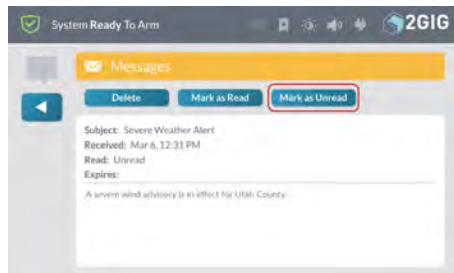 System Ready To Arm
2GIG
Messages
Delete
Mark as Read
Mark as Unread
Subject: Severe Weather Alert
Received: Mar 6, 12:31 PM
Read: Unread
Expires:
A severe wind advisory is in effect for Utah County.